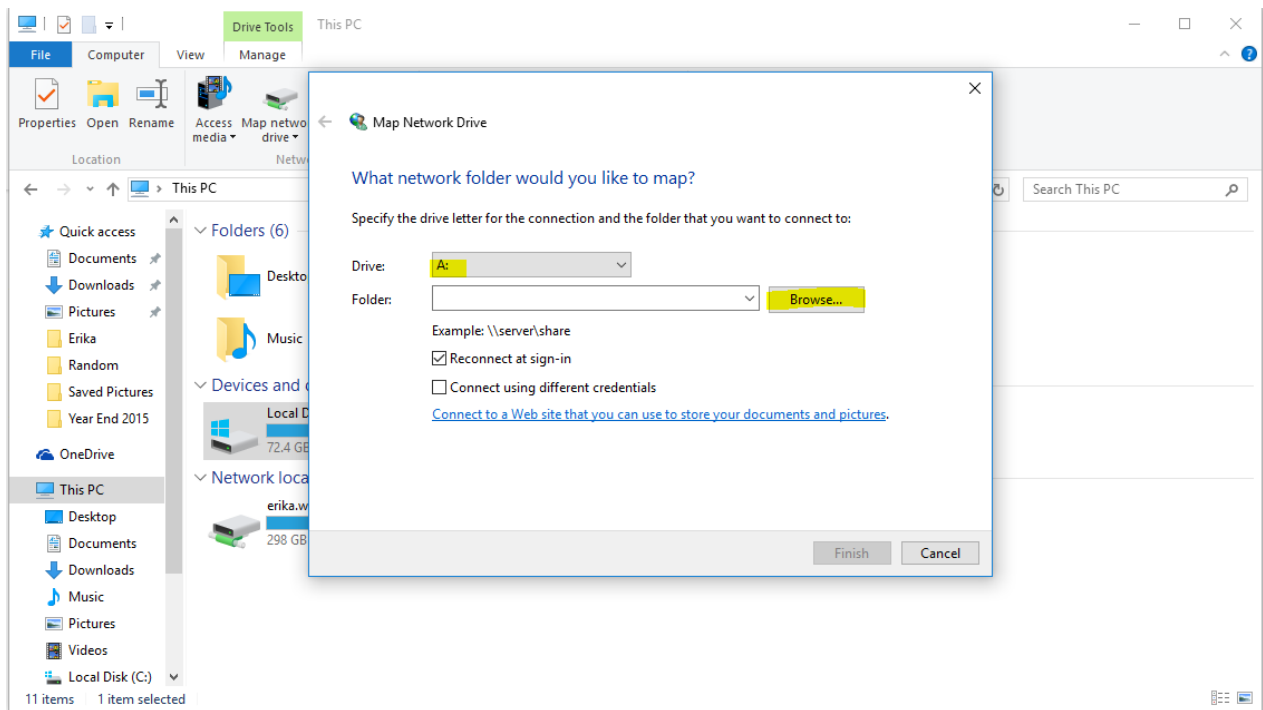 Drive Tools This PC
File Computer View Manage
Properties Open Rename Access media Map netwo drive
Location Netw
Map Network Drive
This PC
Search This PC
What network folder would you like to map?
Specify the drive letter for the connection and the folder that you want to connect to:
Drive: A:
Folder: Browse...
Example: \\server\share
Reconnect at sign-in
Connect using different credentials
Connect to a Web site that you can use to store your documents and pictures.
Finish Cancel
Quick access
Documents
Downloads
Pictures
Erika
Random
Saved Pictures
Year End 2015
OneDrive
This PC
Desktop
Documents
Downloads
Music
Pictures
Videos
Local Disk (C:)
Folders (6)
Deskto
Music
Devices and d
Local D
72.4 GB
Network loca
erika.w
298 GB
11 items 1 item selected